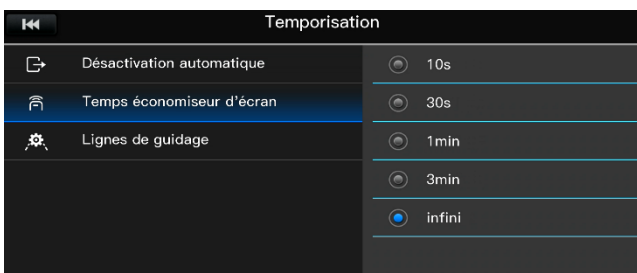 Temporisation
Désactivation automatique
Temps économiseur d'écran
Lignes de guidage
10s
30s
1min
3min
infini